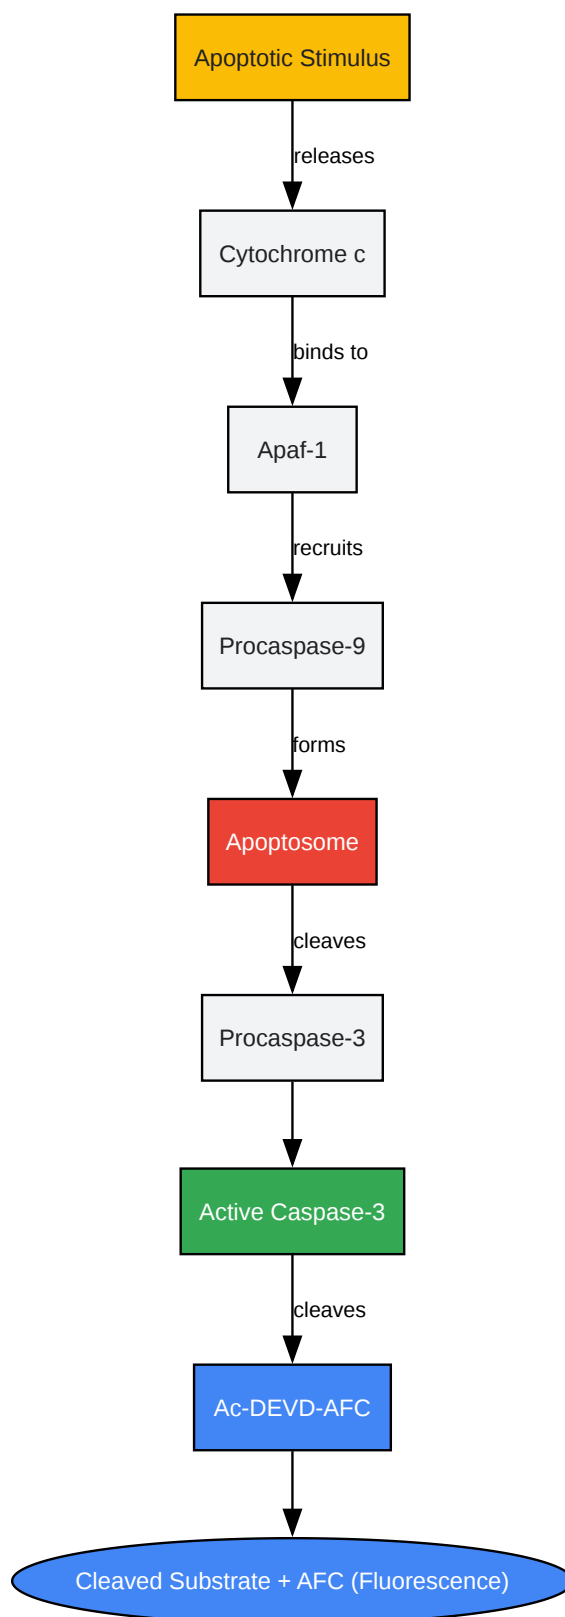 Apoptotic Stimulus
releases
Cytochrome c
binds to
Apaf-1
recruits
Procaspase-9
forms
Apoptosome
cleaves
Procaspase-3
Active Caspase-3
cleaves
Ac-DEVD-AFC
Cleaved Substrate + AFC (Fluorescence)